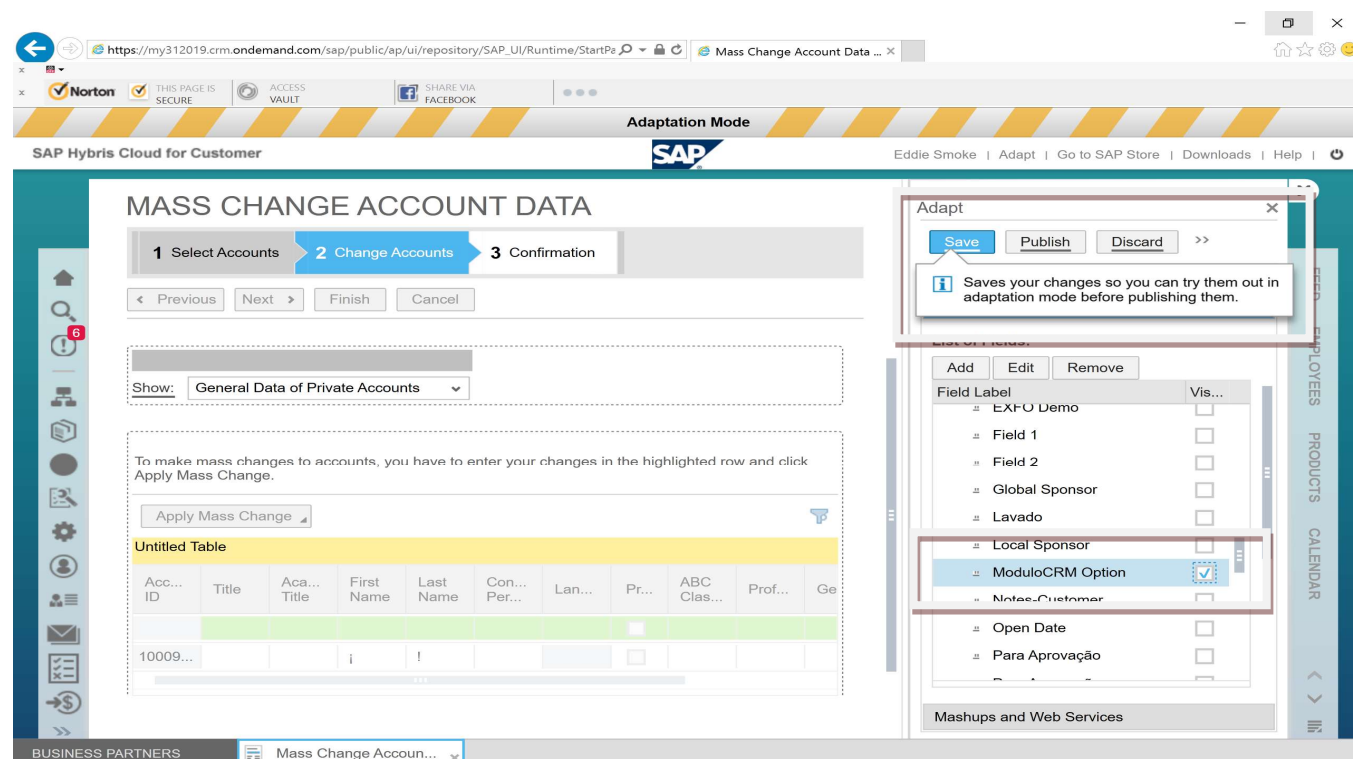 https://my312019.crm.ondemand.com/sap/public/ap/ui/repository/SAP_UI/Runtime/StartPa
Mass Change Account Data ...
Norton
THIS PAGE IS
SECURE
ACCESS
VAULT
SHARE VIA
FACEBOOK
Adaptation Mode
SAP Hybris Cloud for Customer
SAP
Eddie Smoke | Adapt | Go to SAP Store | Downloads | Help |
MASS CHANGE ACCOUNT DATA
1 Select Accounts
2 Change Accounts
3 Confirmation
Previous
Next
Finish
Cancel
6
Show: General Data of Private Accounts
To make mass changes to accounts, you have to enter your changes in the highlighted row and click
Apply Mass Change.
Apply Mass Change
Untitled Table
Acc... ID
Title
Aca... Title
First Name
Last Name
Con... Per...
Lan...
Pr...
ABC Clas...
Prof...
Ge
10009... ¡ !
Adapt
Save
Publish
Discard
>>
Saves your changes so you can try them out in
adaptation mode before publishing them.
List of Fields:
Add
Edit
Remove
Field Label
Vis...
EXFO Demo
Field 1
Field 2
Global Sponsor
Lavado
Local Sponsor
ModuloCRM Option
Notes-Customer
Open Date
Para Aprovação
Mashups and Web Services
FEED
EMPLOYEES
PRODUCTS
CALENDAR
BUSINESS PARTNERS
Mass Change Accoun...